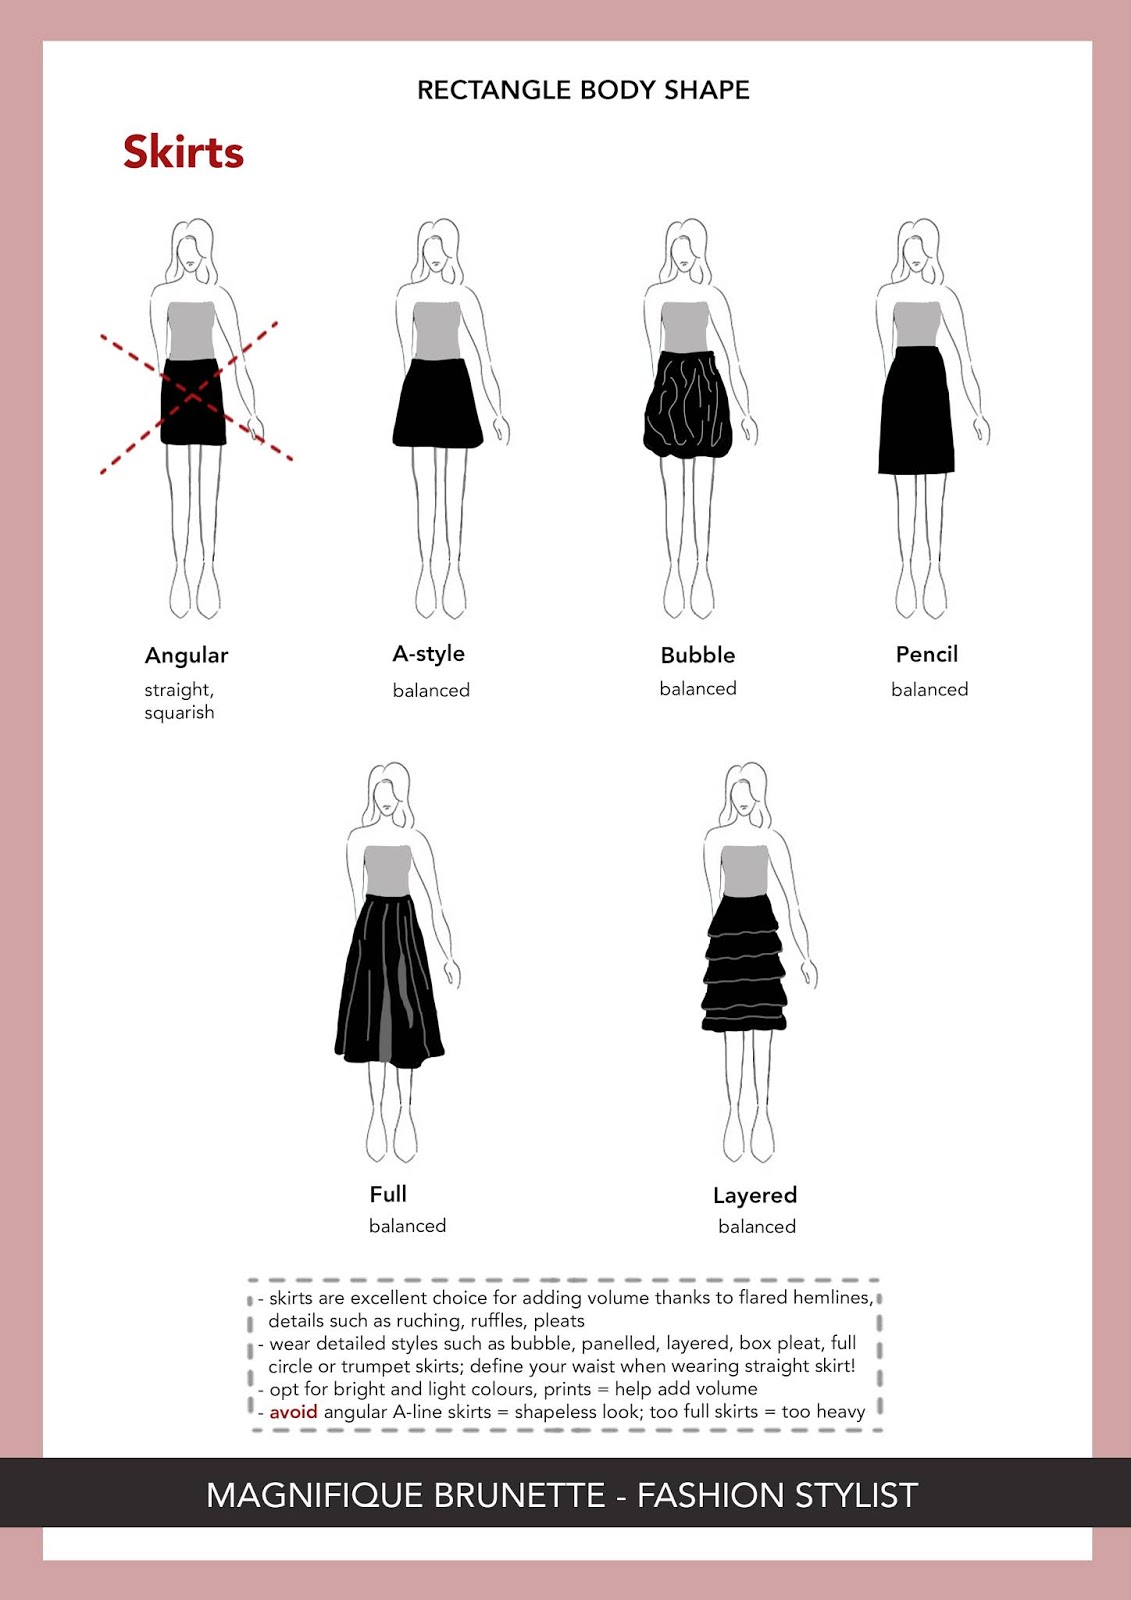 RECTANGLE BODY SHAPE
Skirts
Angular
straight,
squarish
A-style
balanced
Bubble
balanced
Pencil
balanced
Full
balanced
Layered
balanced
- skirts are excellent choice for adding volume thanks to flared hemlines,
details such as ruching, ruffles, pleats
- wear detailed styles such as bubble, panelled, layered, box pleat, full
circle or trumpet skirts; define your waist when wearing straight skirt!
- opt for bright and light colours, prints = help add volume
- avoid angular A-line skirts = shapeless look; too full skirts = too heavy
MAGNIFIQUE BRUNETTE - FASHION STYLIST